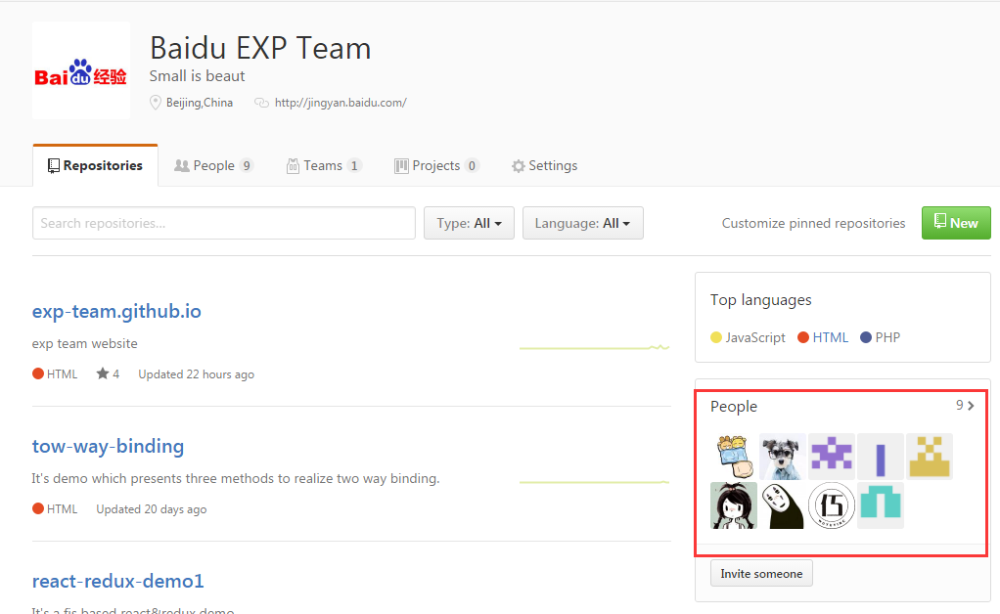 Bai du 经验
Baidu EXP Team
Small is beaut
Beijing,China http://jingyan.baidu.com/
Repositories People 9 Teams 1 Projects 0 Settings
Search repositories... Type: All Language: All Customize pinned repositories New
exp-team.github.io
exp team website
HTML 4 Updated 22 hours ago
tow-way-binding
It's demo which presents three methods to realize two way binding.
HTML Updated 20 days ago
react-redux-demo1
It's a fis based react&redux demo
Top languages
JavaScript HTML PHP
People 9
Invite someone